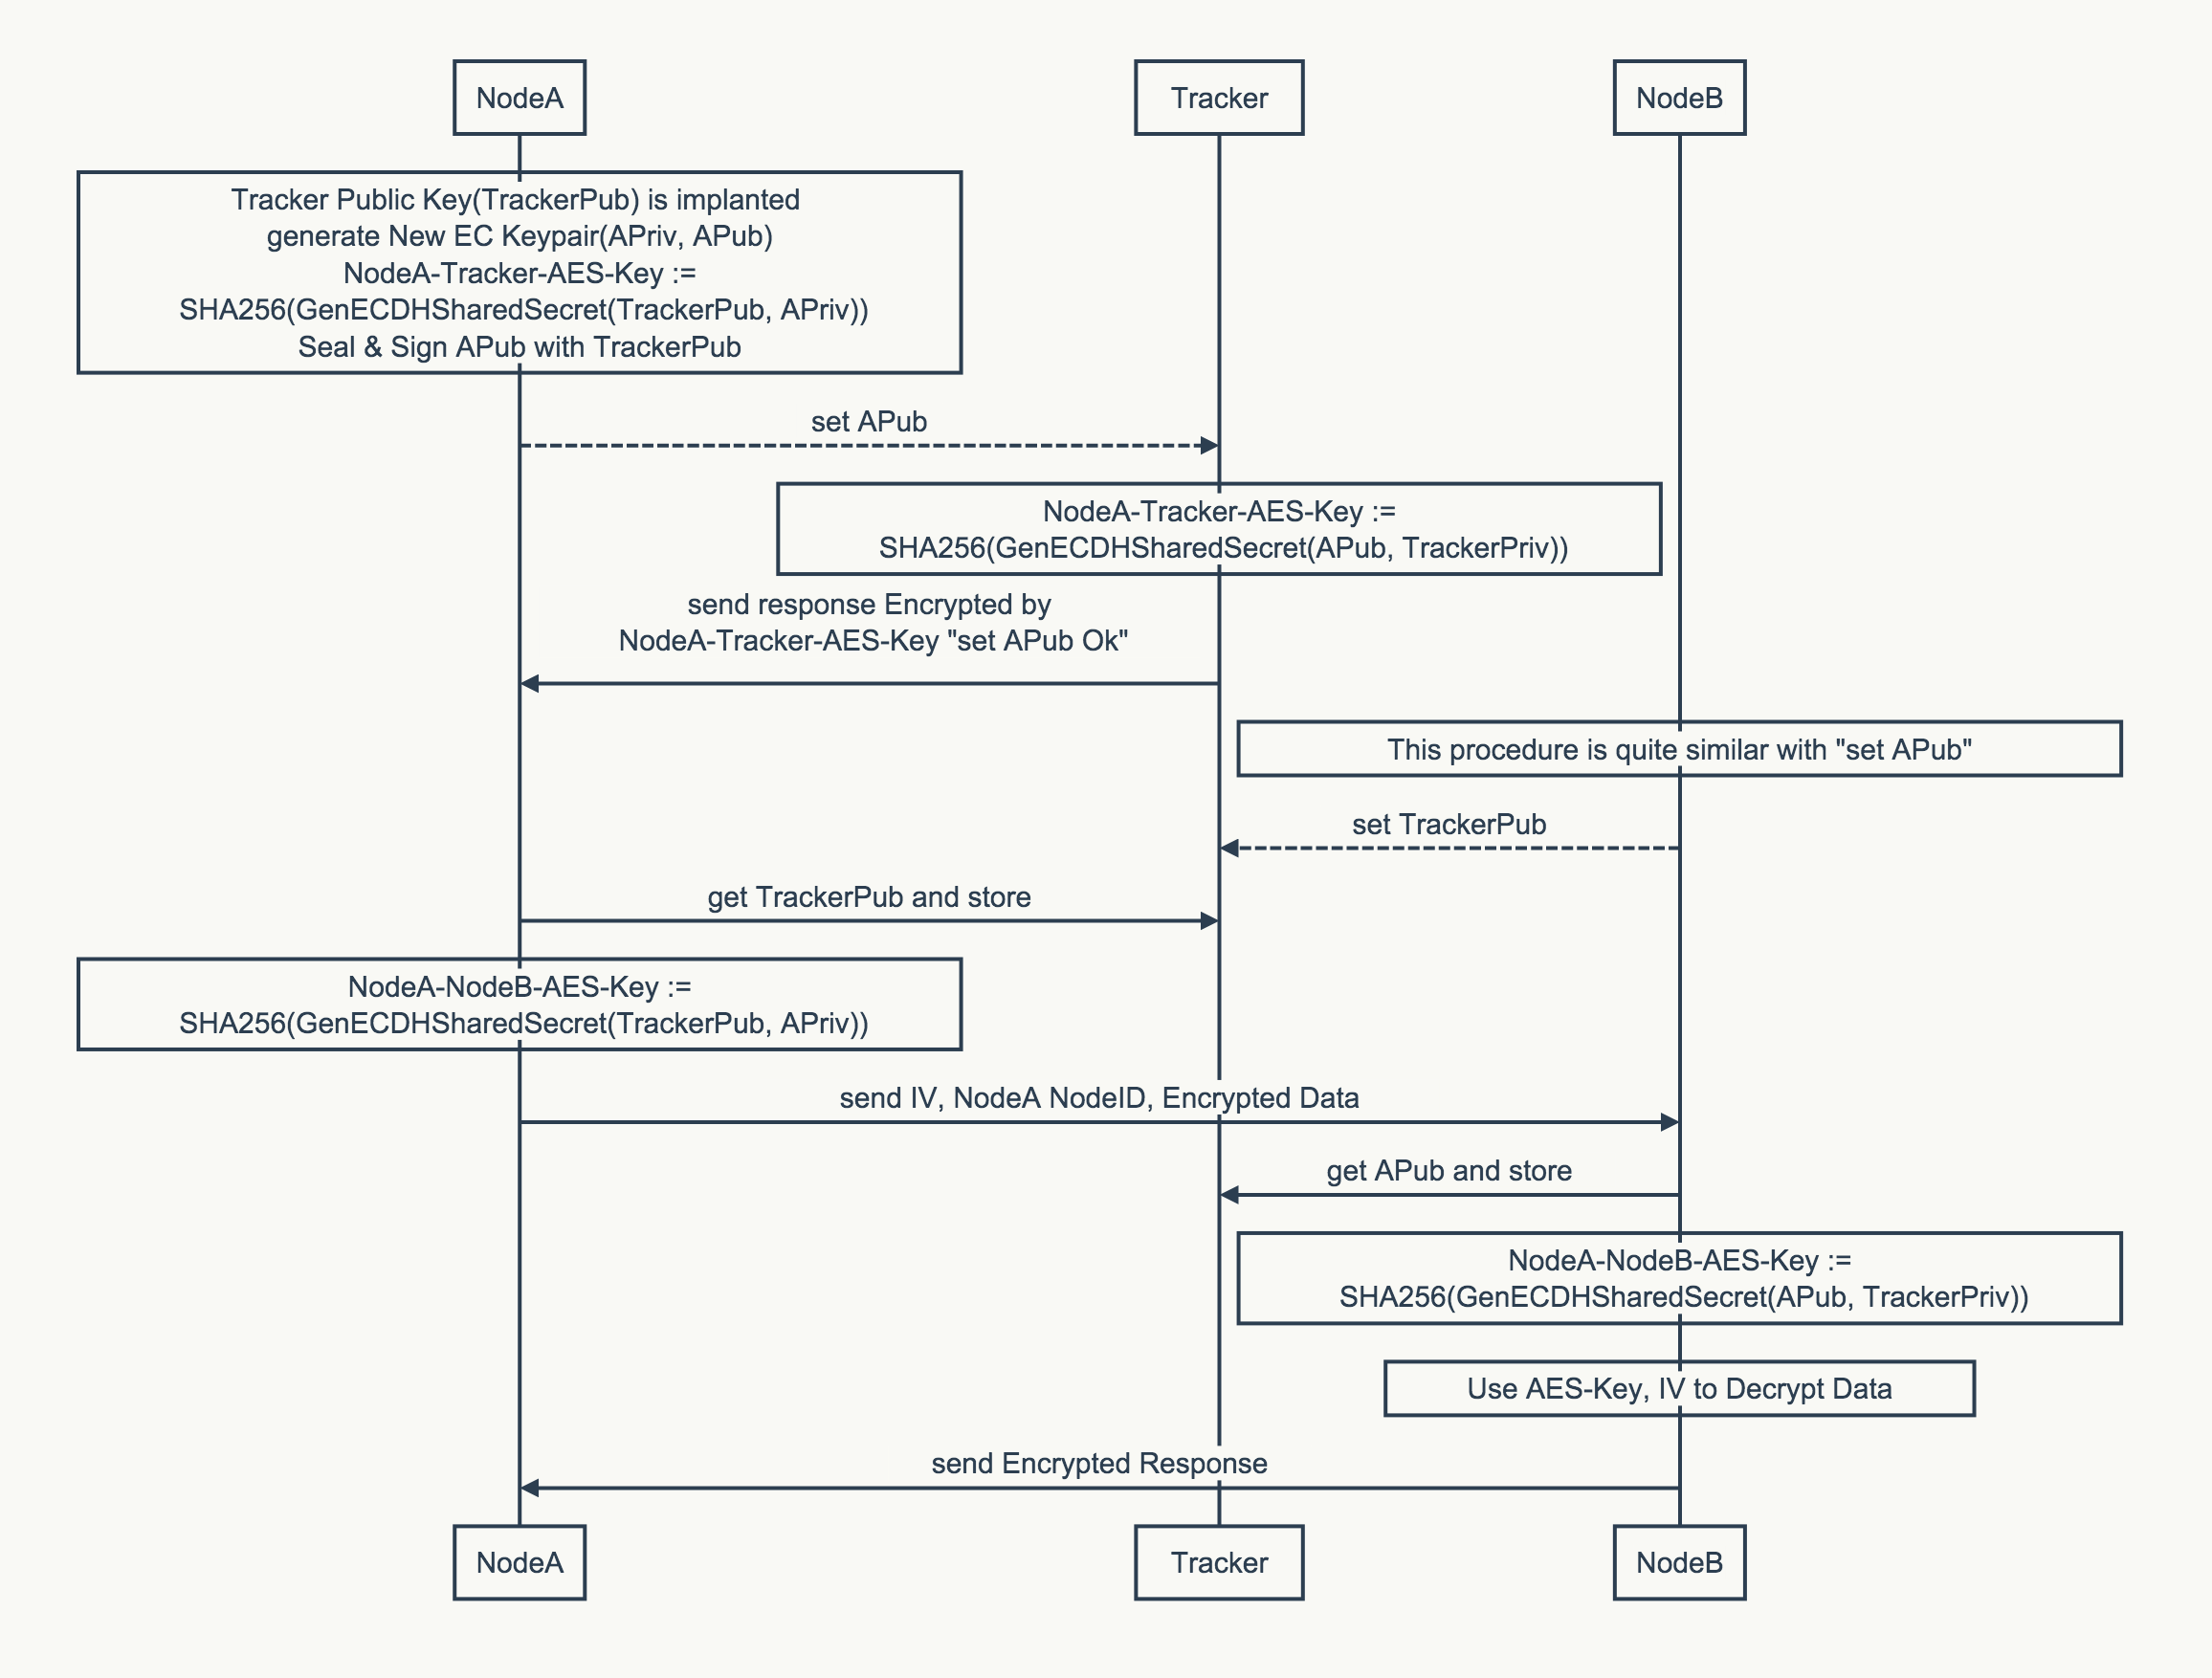 NodeA
Tracker
NodeB
Tracker Public Key(TrackerPub) is implanted
generate New EC Keypair(APriv, APub)
NodeA-Tracker-AES-Key :=
SHA256(GenECDHSharedSecret(TrackerPub, APriv))
Seal & Sign APub with TrackerPub
set APub
NodeA-Tracker-AES-Key :=
SHA256(GenECDHSharedSecret(APub, TrackerPriv))
send response Encrypted by
NodeA-Tracker-AES-Key "set APub Ok"
This procedure is quite similar with "set APub"
set TrackerPub
get TrackerPub and store
NodeA-NodeB-AES-Key :=
SHA256(GenECDHSharedSecret(TrackerPub, APriv))
send IV, NodeA NodeID, Encrypted Data
get APub and store
NodeA-NodeB-AES-Key :=
SHA256(GenECDHSharedSecret(APub, TrackerPriv))
Use AES-Key, IV to Decrypt Data
send Encrypted Response
NodeA
Tracker
NodeB